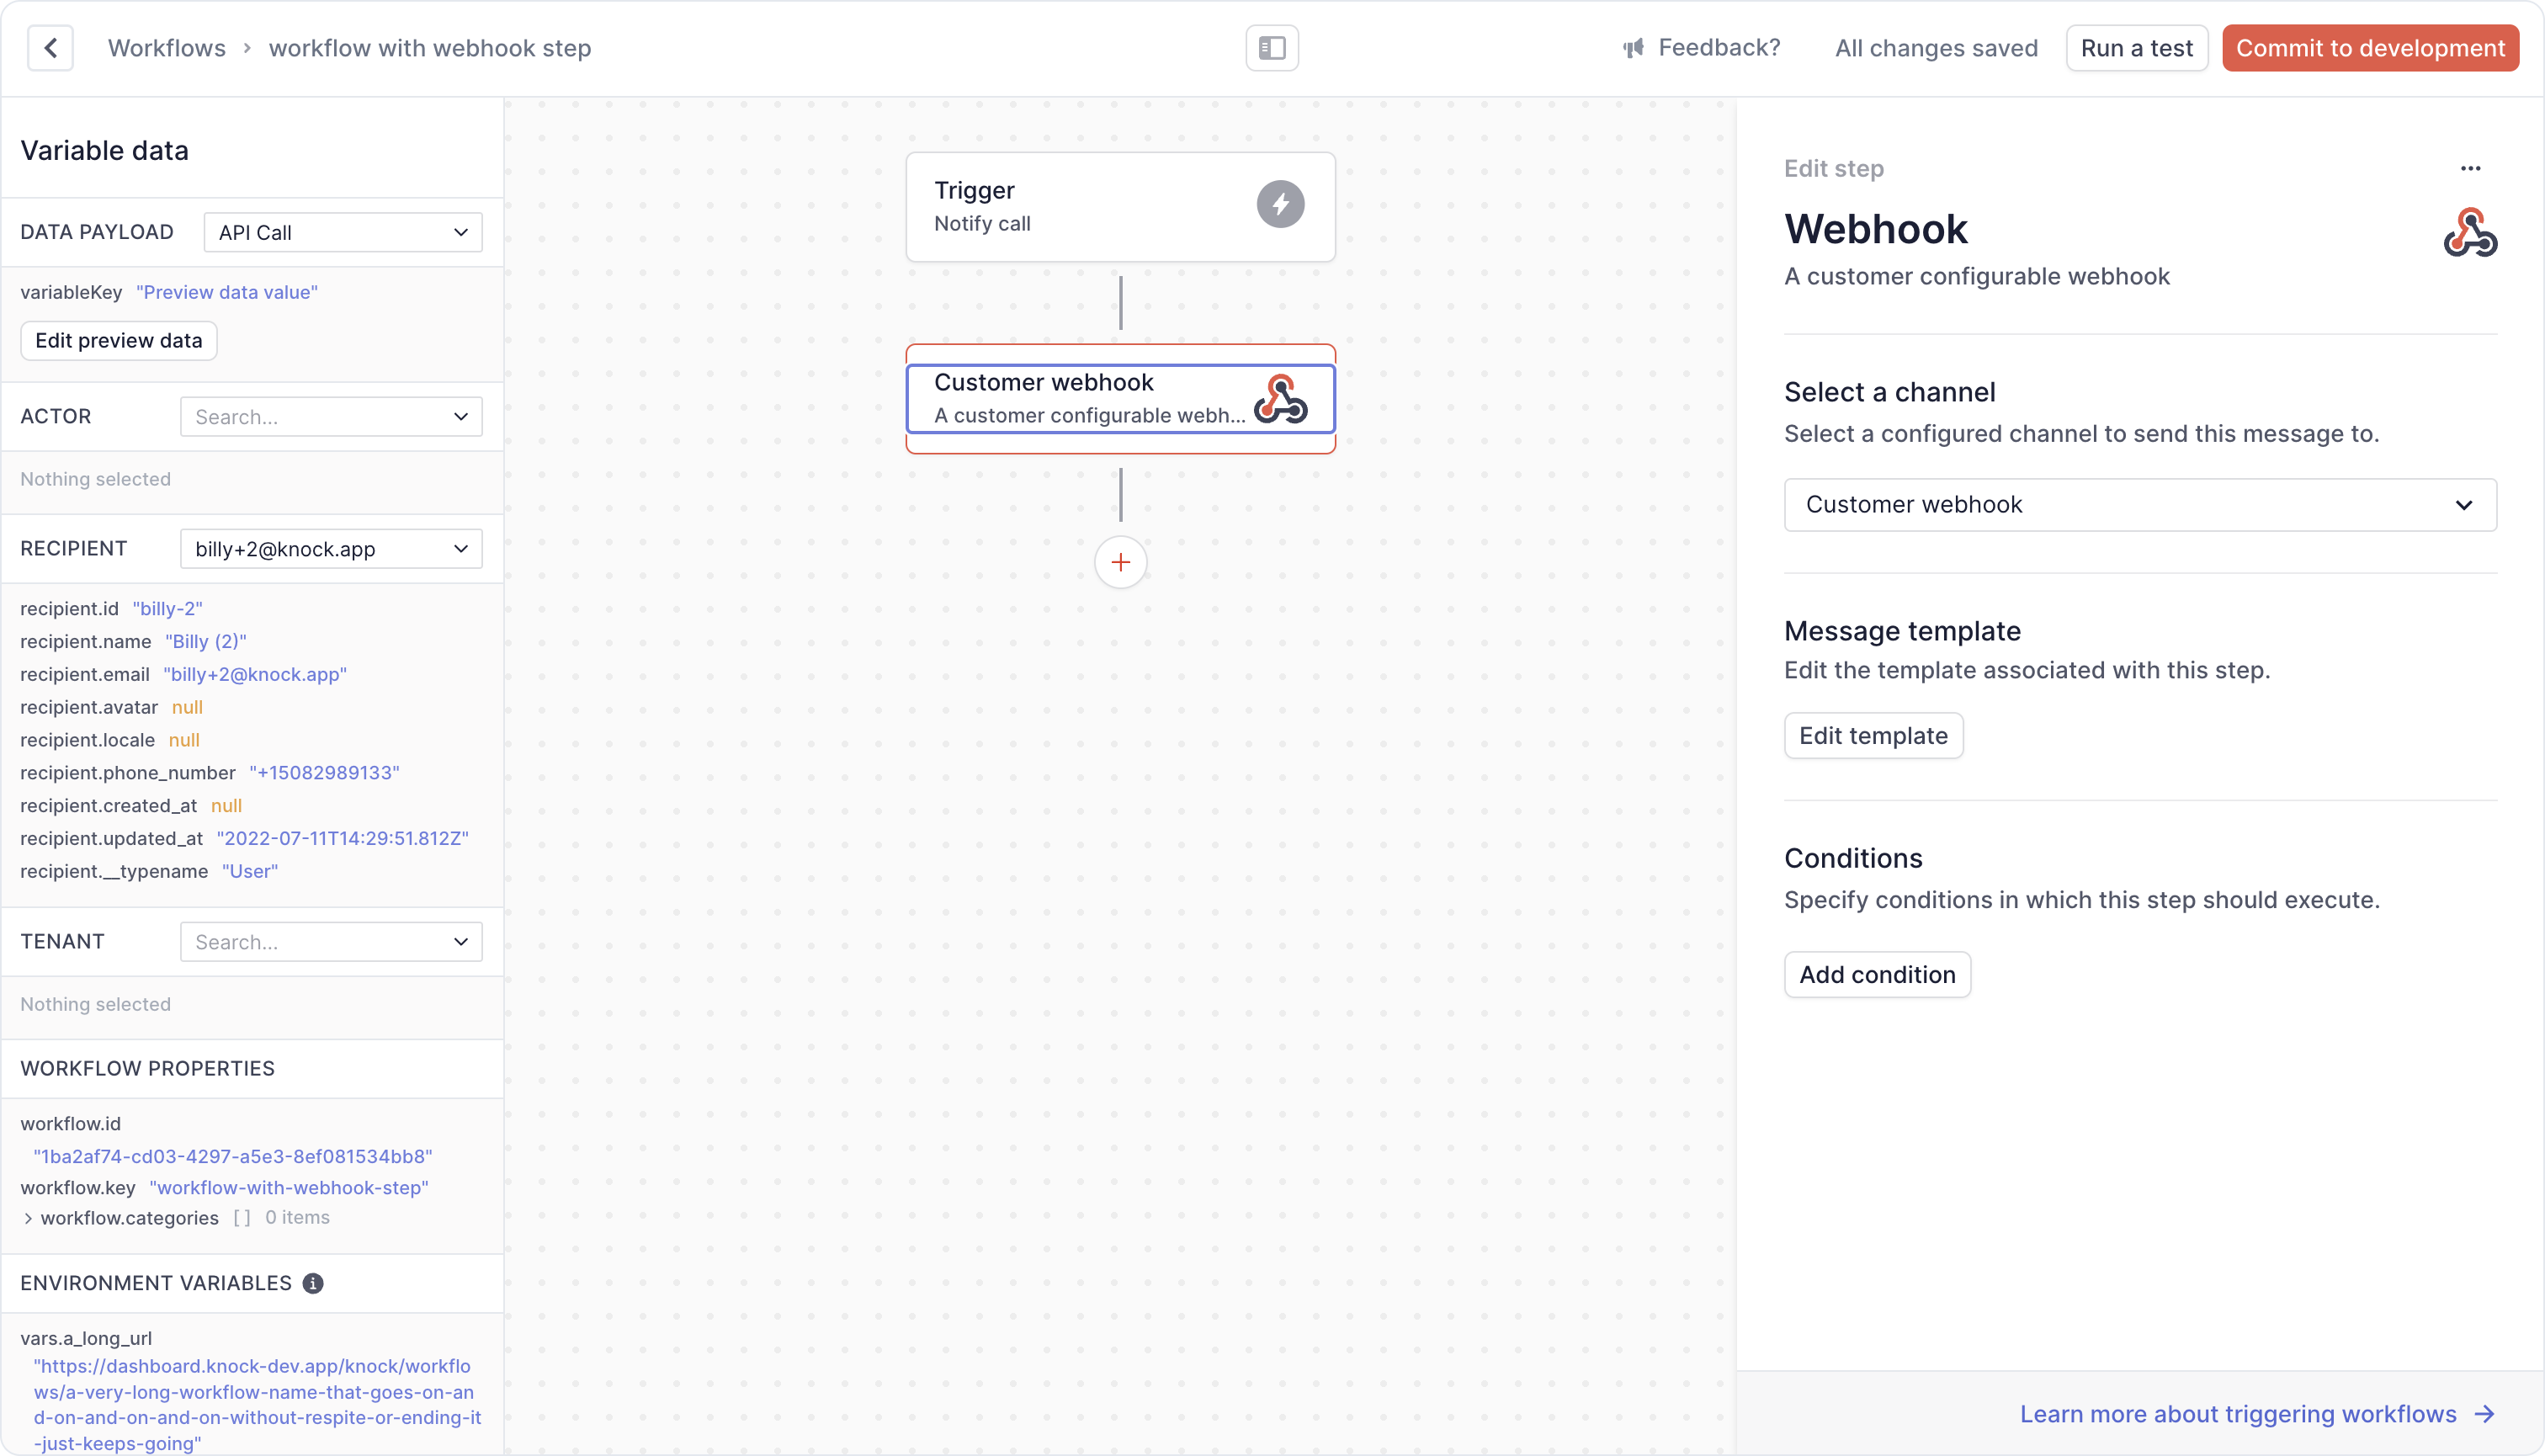 Workflows › workflow with webhook step
Feedback?
All changes saved
Run a test
Commit to development
Variable data
DATA PAYLOAD
API Call
variableKey "Preview data value"
Edit preview data
ACTOR
Search...
Nothing selected
RECIPIENT
billy+2@knock.app
recipient.id "billy-2"
recipient.name "Billy (2)"
recipient.email "billy+2@knock.app"
recipient.avatar null
recipient.locale null
recipient.phone_number "+15082989133"
recipient.created_at null
recipient.updated_at "2022-07-11T14:29:51.812Z"
recipient.__typename "User"
TENANT
Search...
Nothing selected
WORKFLOW PROPERTIES
workflow.id
"1ba2af74-cd03-4297-a5e3-8ef081534bb8"
workflow.key "workflow-with-webhook-step"
workflow.categories [ ] 0 items
ENVIRONMENT VARIABLES
vars.a_long_url
"https://dashboard.knock-dev.app/knock/workflo
ws/a-very-long-workflow-name-that-goes-on-an
d-on-and-on-and-on-without-respite-or-ending-it
-just-keeps-going"
Trigger
Notify call
Customer webhook
A customer configurable webh...
Edit step
Webhook
A customer configurable webhook
Select a channel
Select a configured channel to send this message to.
Customer webhook
Message template
Edit the template associated with this step.
Edit template
Conditions
Specify conditions in which this step should execute.
Add condition
Learn more about triggering workflows →